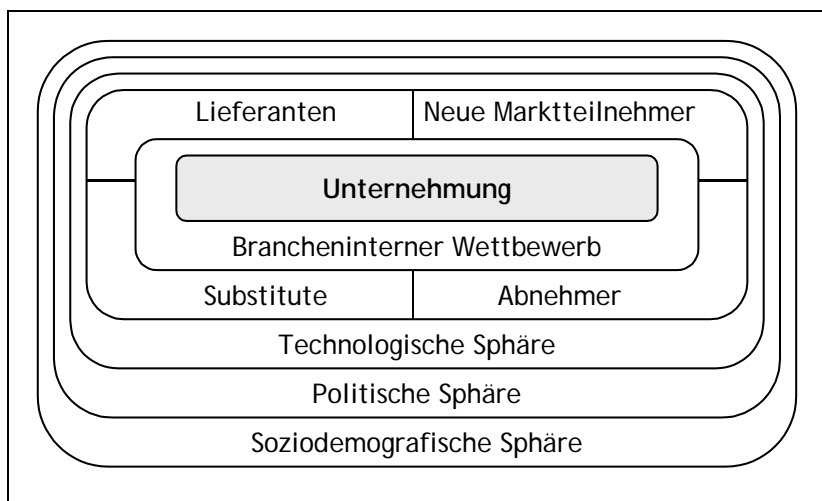 Lieferanten
Neue Marktteilnehmer
Unternehmung
Brancheninterner Wettbewerb
Substitute
Abnehmer
Technologische Sphäre
Politische Sphäre
Soziodemografische Sphäre